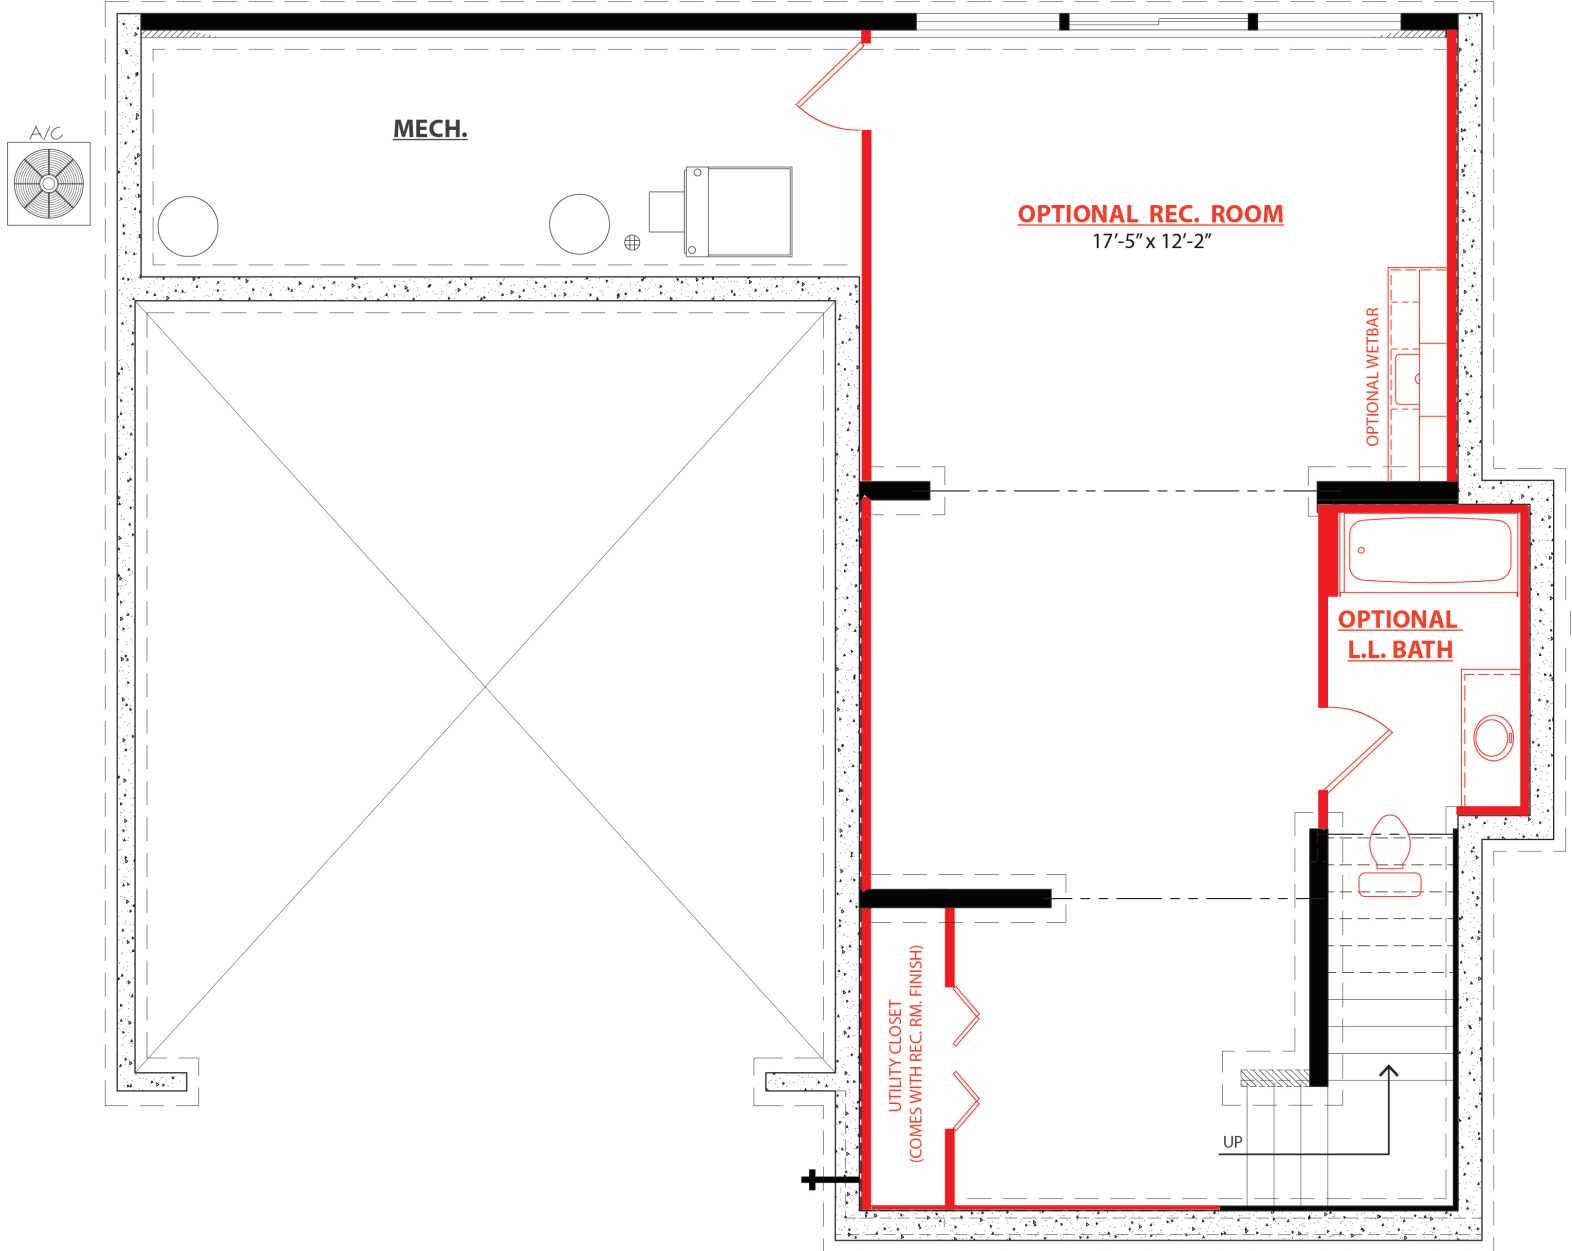 A/C
MECH.
OPTIONAL REC. ROOM
17'-5" x 12'-2"
OPTIONAL WETBAR
OPTIONAL
L.L. BATH
UTILITY CLOSET
(COMES WITH REC. RM. FINISH)
UP